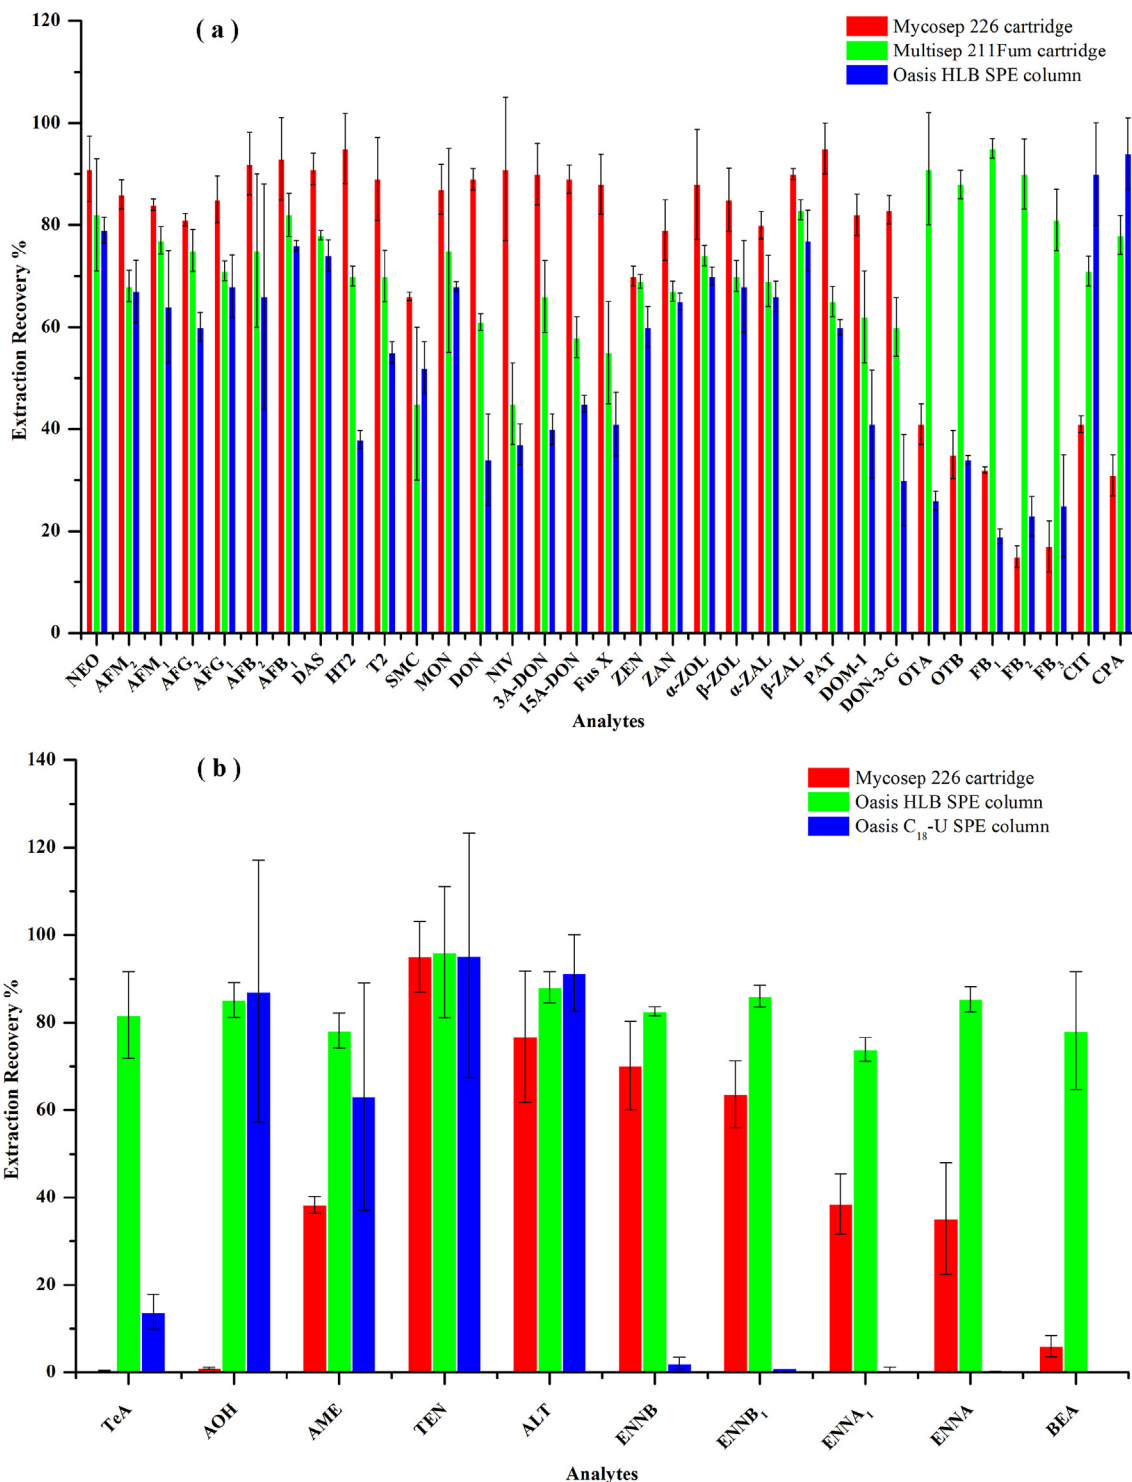 ( a )
Mycosep 226 cartridge
Multisep 211Fum cartridge
Oasis HLB SPE column
Extraction Recovery %
120
100
80
60
40
20
0
NEO
AFM2
AFM1
AFG2
AFG1
AFB2
AFB1
DAS
HT2
T2
SMC
MON
DON
NIV
3A-DON
15A-DON
Fus X
ZEN
ZAN
α-ZOL
β-ZOL
α-ZAL
β-ZAL
PAT
DOM-1
DON-3-G
OTA
OTB
FB1
FB2
FB3
CIT
CPA
Analytes
( b )
Mycosep 226 cartridge
Oasis HLB SPE column
Oasis C18-U SPE column
Extraction Recovery %
140
120
100
80
60
40
20
0
TeA
AOH
AME
TEN
ALT
ENNB
ENNB1
ENNA1
ENNA
BEA
Analytes